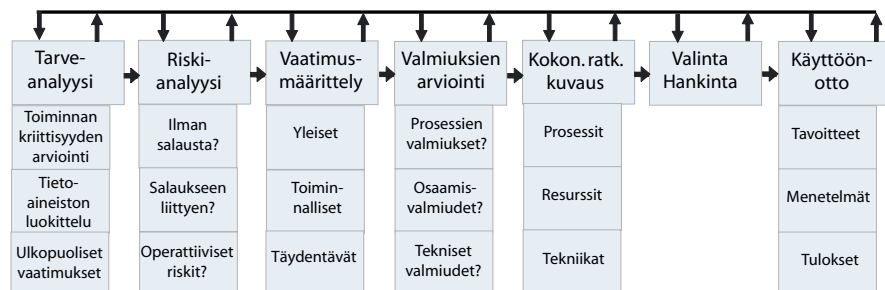 Tarve-
analyysi
Toiminnan
kriittisyyden
arviointi
Tieto-
aineiston
luokittelu
Ulkopuoliset
vaatimukset
Riski-
analyysi
Ilman
salausta?
Salaukseen
liittyen?
Operattiiviset
riskit?
Vaatimus-
määrittely
Yleiset
Toimin-
nalliset
Täydentävät
Valmiuksien
arviointi
Prosessien
valmiukset?
Osaamis-
valmiudet?
Tekniset
valmiudet?
Kokon. ratk.
kuvaus
Prosessit
Resurssit
Tekniikat
Valinta
Hankinta
Käyttöön-
otto
Tavoitteet
Menetelmät
Tulokset